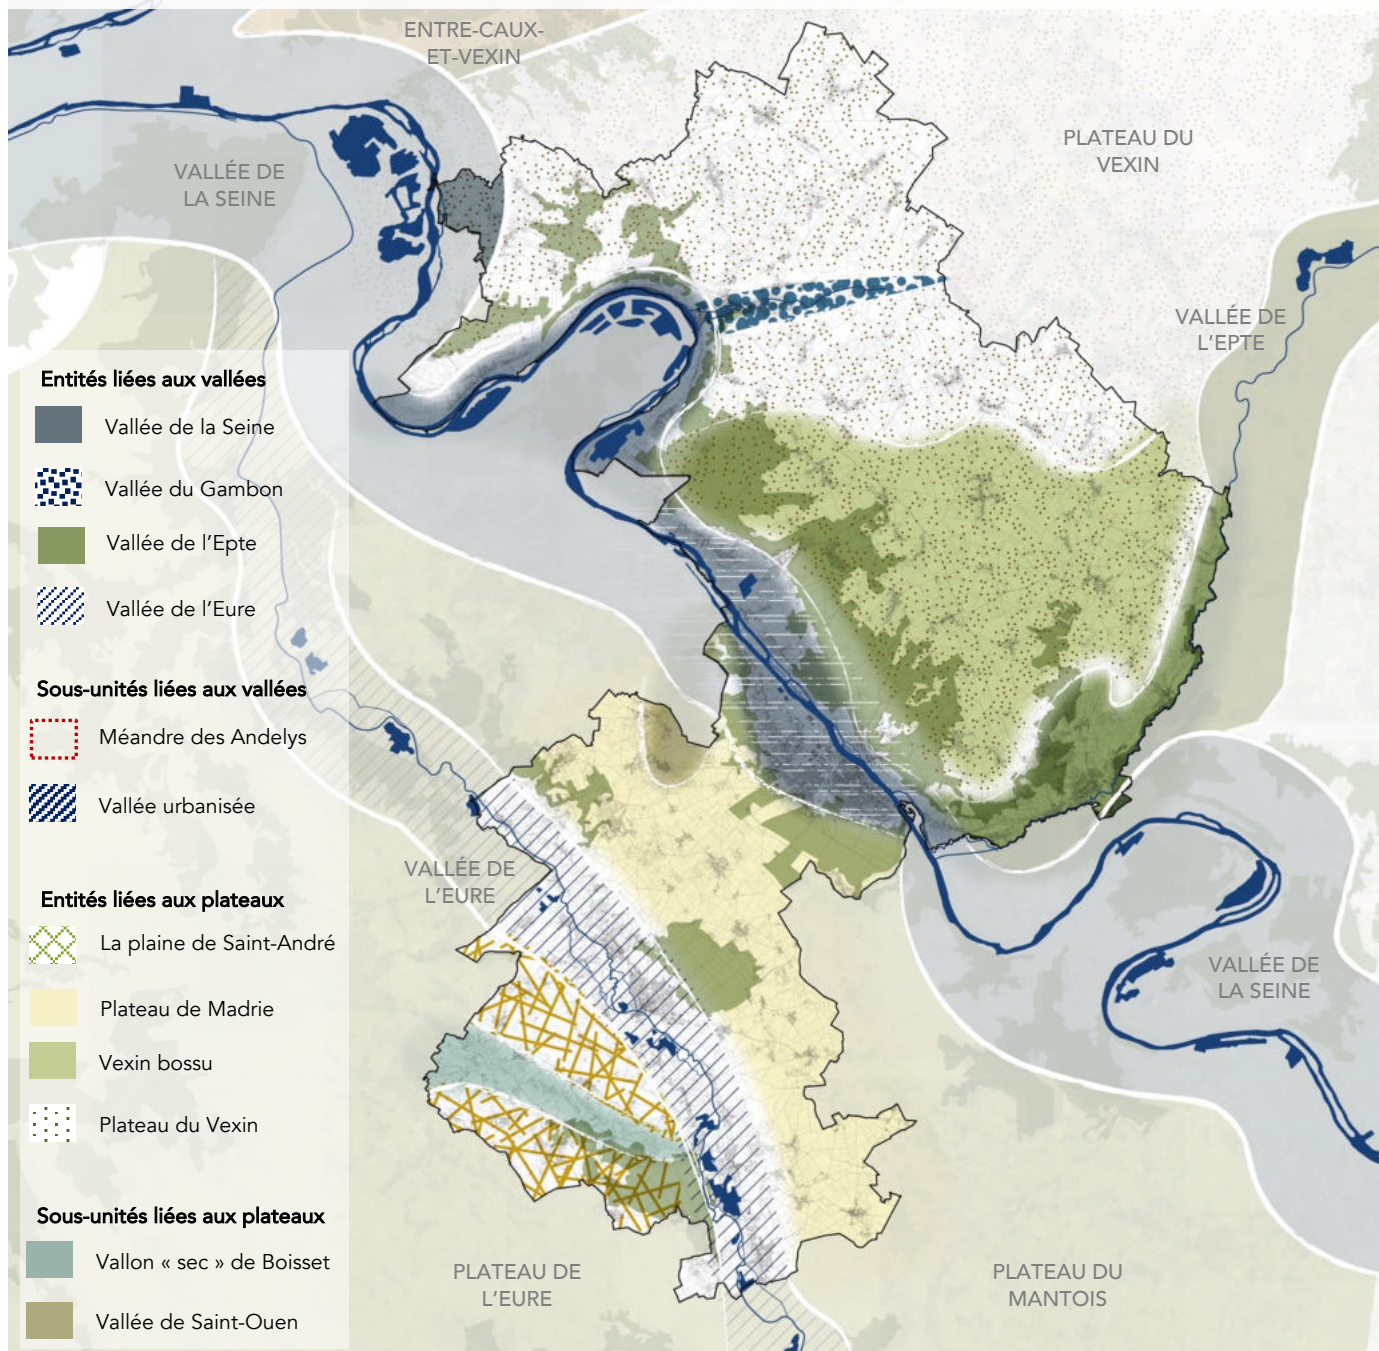 ENTRE-CAUX-
ET-VEXIN
PLATEAU DU
VEXIN
VALLÉE DE
LA SEINE
VALLÉE DE
L'EPTE
Entités liées aux vallées
Vallée de la Seine
Vallée du Gambon
Vallée de l'Epte
Vallée de l'Eure
Sous-unités liées aux vallées
Méandre des Andelys
Vallée urbanisée
VALLÉE DE
L'EURE
Entités liées aux plateaux
La plaine de Saint-André
Plateau de Madrie
Vexin bossu
Plateau du Vexin
VALLÉE DE
LA SEINE
Sous-unités liées aux plateaux
Vallon « sec » de Boisset
Vallée de Saint-Ouen
PLATEAU DE
L'EURE
PLATEAU DU
MANTOIS